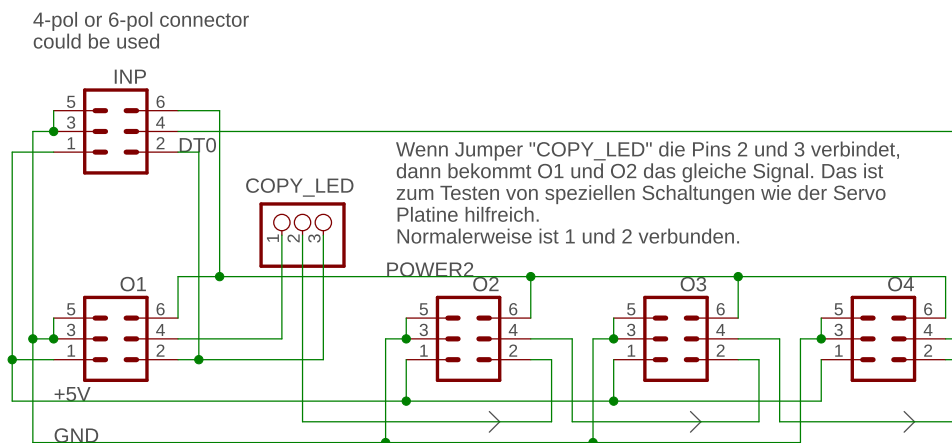 4-pol or 6-pol connector
could be used
INP
5 6
3 4
1 2
DT0
Wenn Jumper "COPY_LED" die Pins 2 und 3 verbindet,
dann bekommt O1 und O2 das gleiche Signal. Das ist
zum Testen von speziellen Schaltungen wie der Servo
Platine hilfreich.
Normalerweise ist 1 und 2 verbunden.
COPY_LED
1 2 3
POWER2
O1 O2 O3 O4
5 6 5 6 5 6 5 6
3 4 3 4 3 4 3 4
1 2 1 2 1 2 1 2
+5V
GND